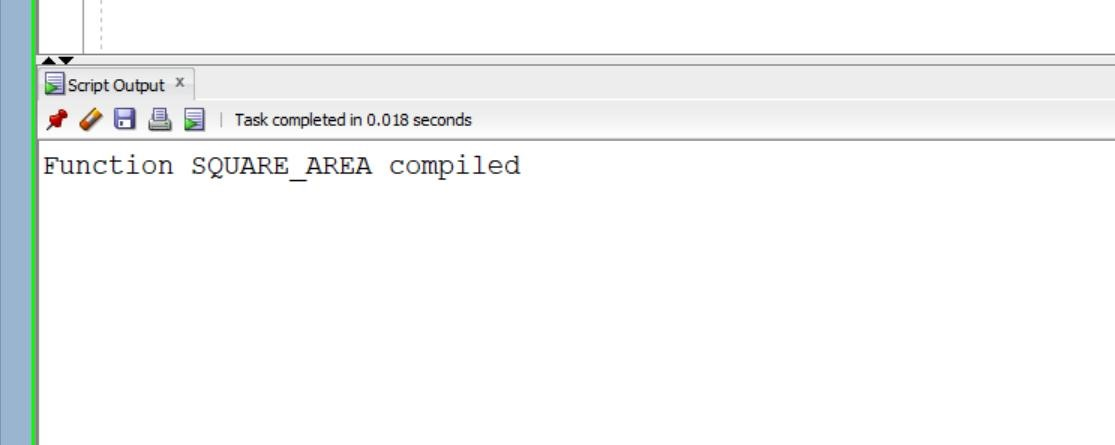 Script Output x
Task completed in 0.018 seconds
Function SQUARE_AREA compiled